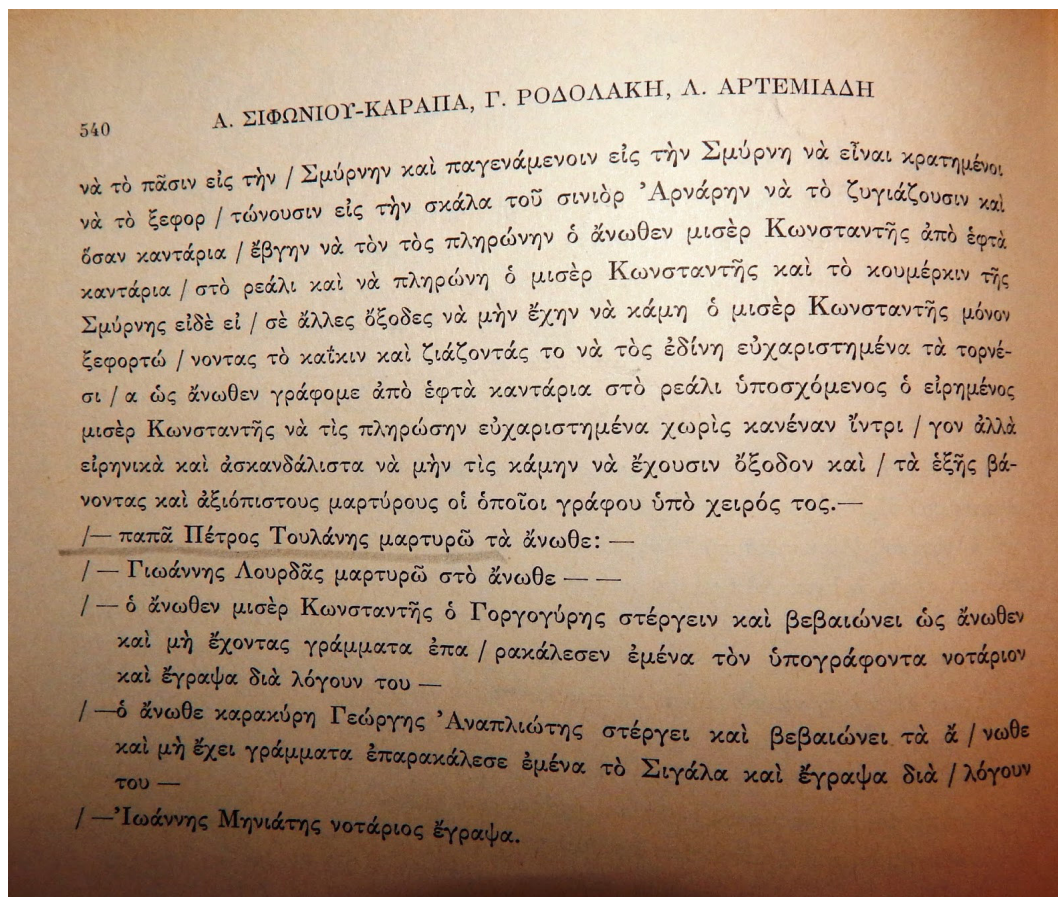 540
Α. ΣΙΦΩΝΙΟΥ-ΚΑΡΑΠΑ, Γ. ΡΟΔΟΛΑΚΗ, Λ. ΑΡΤΕΜΙΑΔΗ
νὰ τὸ πᾶσιν εἰς τὴν / Σμύρνην καὶ παγενάμενοιν εἰς τὴν Σμύρνη νὰ εἶναι κρατημένοι
νὰ τὸ ξεφορ / τώνουσιν εἰς τὴν σκάλα τοῦ σινιὸρ Ἀρνάρην νὰ τὸ ζυγιάζουσιν καὶ
ὅσαν καντάρια / ἔβγην νὰ τὸν τὸς πληρώνην ὁ ἄνωθεν μισὲρ Κωνσταντῆς ἀπὸ ἑφτὰ
καντάρια / στὸ ρεάλι καὶ νὰ πληρώνη ὁ μισὲρ Κωνσταντῆς καὶ τὸ κουμέρκιν τῆς
Σμύρνης εἰδὲ εἰ / σὲ ἄλλες ὄξοδες νὰ μὴν ἔχην νὰ κάμη ὁ μισὲρ Κωνσταντῆς μόνον
ξεφορτώ / νοντας τὸ καΐκιν καὶ ζιάζοντάς το νὰ τὸς ἐδίνη εὐχαριστημένα τὰ τορνέ-
σι / α ὡς ἄνωθεν γράφομε ἀπὸ ἑφτὰ καντάρια στὸ ρεάλι ὑποσχόμενος ὁ εἰρημένος
μισὲρ Κωνσταντῆς νὰ τὶς πληρώσην εὐχαριστημένα χωρὶς κανέναν ἴντρι / γον ἀλλὰ
εἰρηνικὰ καὶ ἀσκανδάλιστα νὰ μὴν τὶς κάμην νὰ ἔχουσιν ὄξοδον καὶ / τὰ ἑξῆς βά-
νοντας καὶ ἀξιόπιστους μαρτύρους οἱ ὁποῖοι γράφου ὑπὸ χειρός τος.—
/— παπᾶ Πέτρος Τουλάνης μαρτυρῶ τὰ ἄνωθε: —
/ — Γιωάννης Λουρδᾶς μαρτυρῶ στὸ ἄνωθε — —
/ — ὁ ἄνωθεν μισὲρ Κωνσταντῆς ὁ Γοργογύρης στέργειν καὶ βεβαιώνει ὡς ἄνωθεν
καὶ μὴ ἔχοντας γράμματα ἐπα / ρακάλεσεν ἐμένα τὸν ὑπογράφοντα νοτάριον
καὶ ἔγραψα διὰ λόγουν του —
/ —ὁ ἄνωθε καρακύρη Γεώργης Ἀναπλιώτης στέργει καὶ βεβαιώνει τὰ ἄ / νωθε
καὶ μὴ ἔχει γράμματα ἐπαρακάλεσε ἐμένα τὸ Σιγάλα καὶ ἔγραψα διὰ / λόγουν
του —
/ —Ἰωάννης Μηνιάτης νοτάριος ἔγραψα.